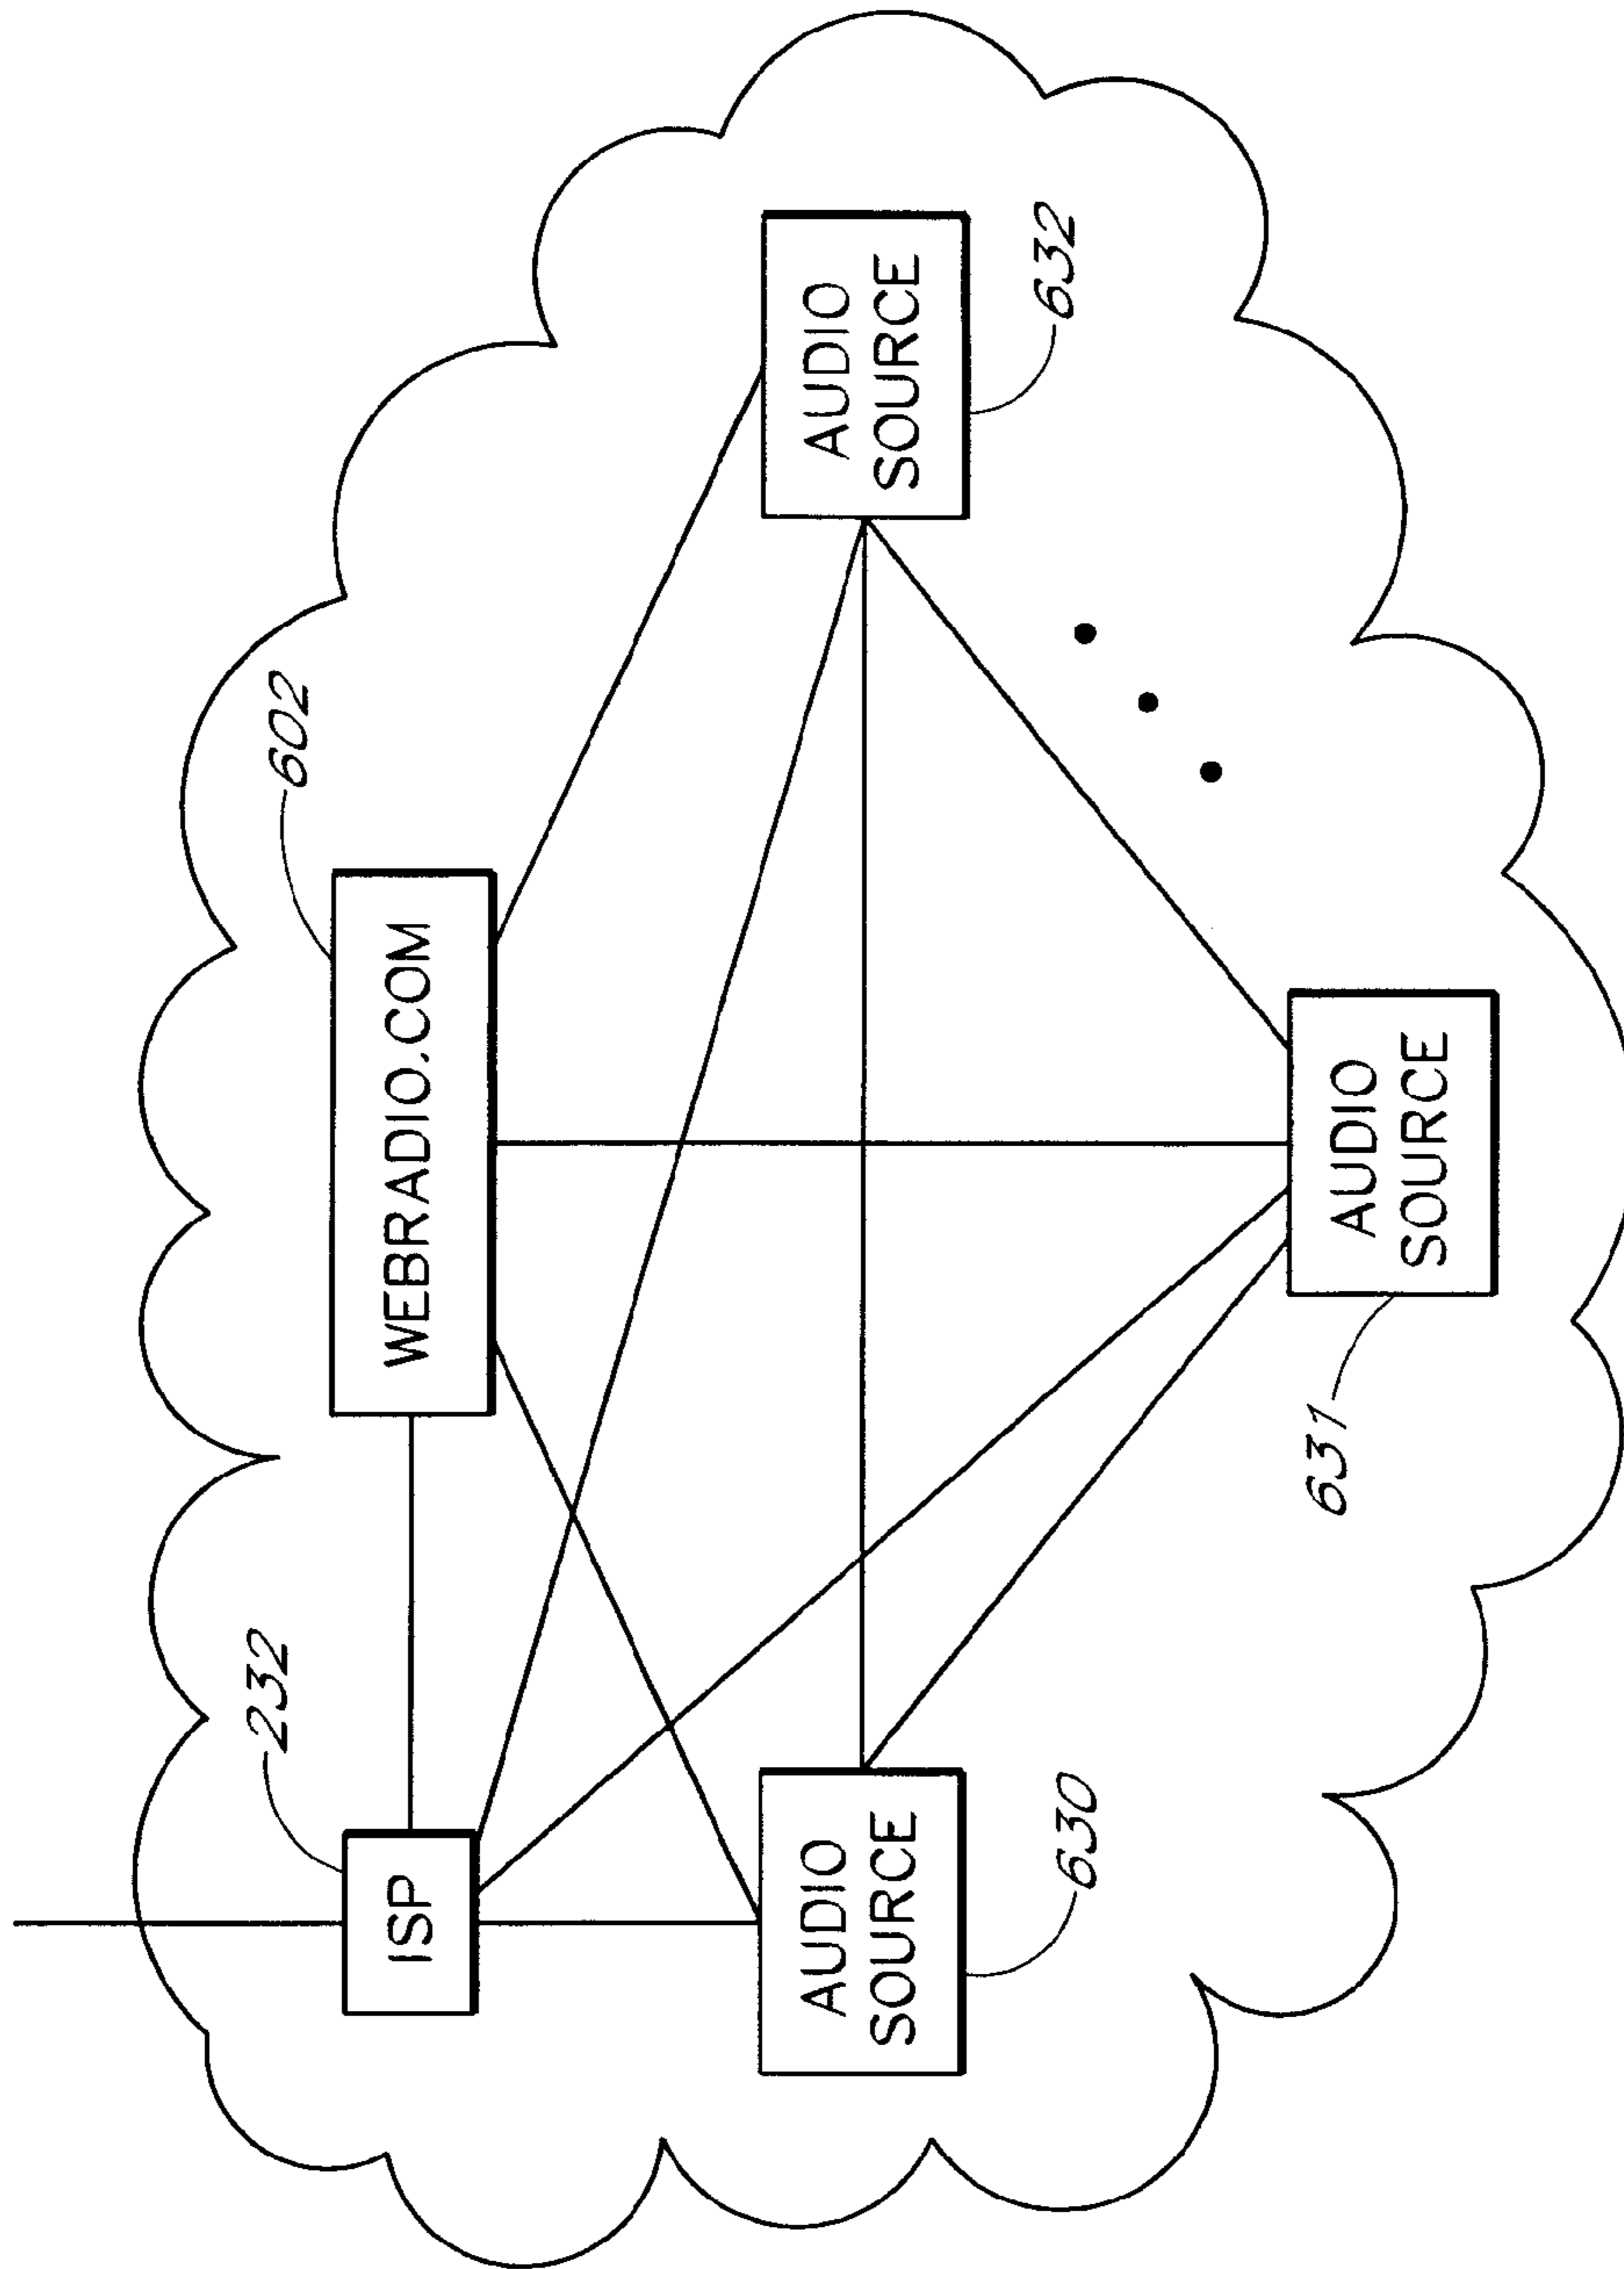 232
ISP
602
WEBRADIO.COM
AUDIO
SOURCE
630
AUDIO
SOURCE
632
631
AUDIO
SOURCE